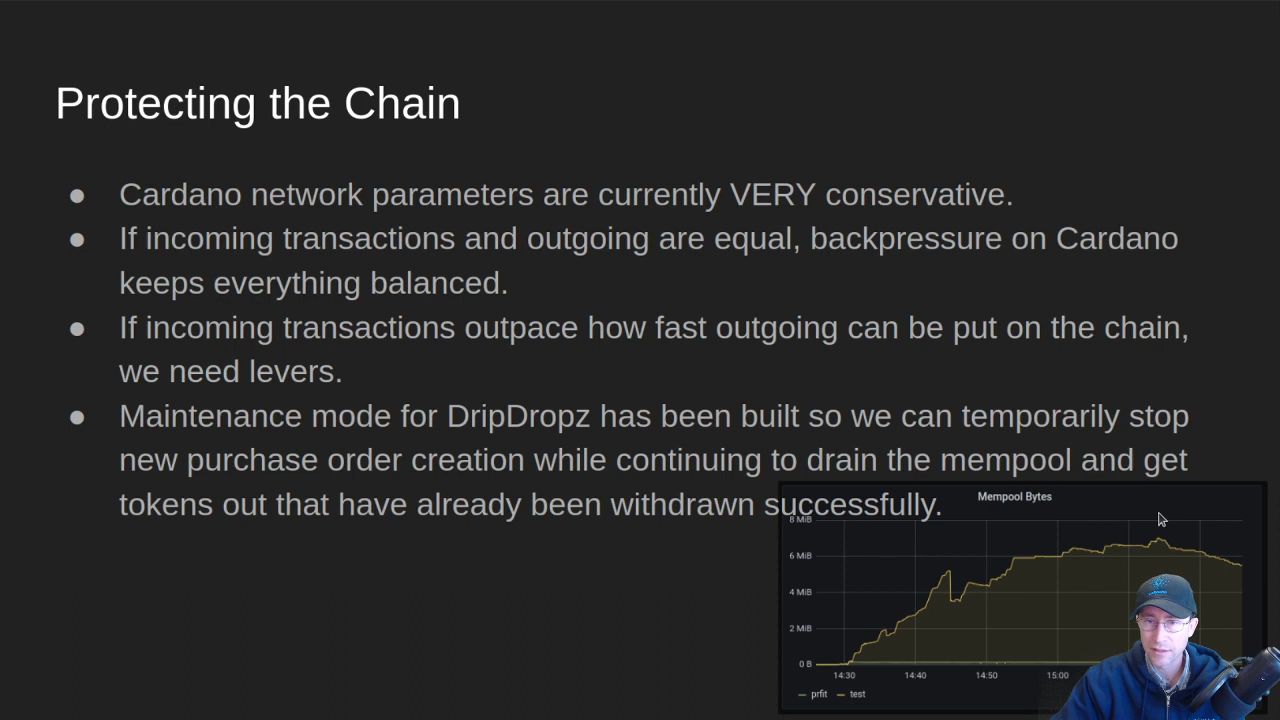 Protecting the Chain
● Cardano network parameters are currently VERY conservative.
● If incoming transactions and outgoing are equal, backpressure on Cardano
keeps everything balanced.
● If incoming transactions outpace how fast outgoing can be put on the chain,
we need levers.
● Maintenance mode for DripDropz has been built so we can temporarily stop
new purchase order creation while continuing to drain the mempool and get
tokens out that have already been withdrawn successfully.
Mempool Bytes
8 MiB
6 MiB
4 MiB
2 MiB
0 B
14:30 14:40 14:50 15:00
prfit test